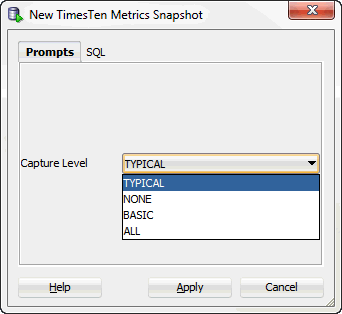 New TimesTen Metrics Snapshot
Prompts SQL
Capture Level TYPICAL
TYPICAL
NONE
BASIC
ALL
Help Apply Cancel